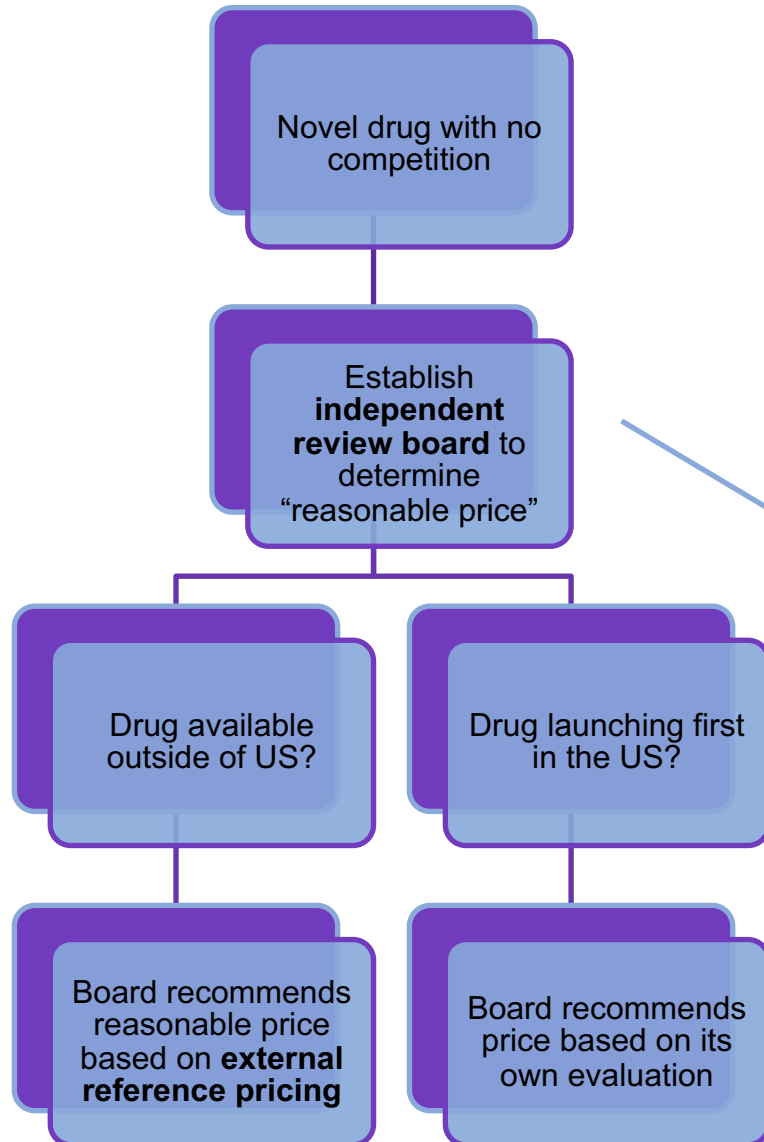 Novel drug with no
competition
Establish
independent
review board to
determine
“reasonable price”
Drug available
outside of US?
Drug launching first
in the US?
Board recommends
reasonable price
based on external
reference pricing
Board recommends
price based on its
own evaluation